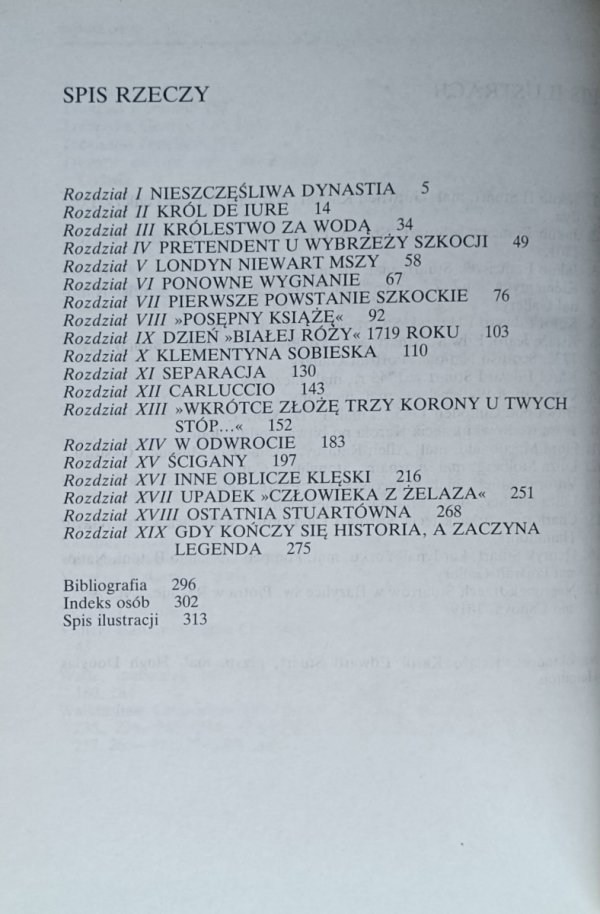 SPIS RZECZY
Rozdział I NIESZCZĘŚLIWA DYNASTIA 5
Rozdział II KRÓL DE IURE 14
Rozdział III KRÓLESTWO ZA WODĄ 34
Rozdział IV PRETENDENT U WYBRZEŻY SZKOCJI 49
Rozdział V LONDYN NIEWART MSZY 58
Rozdział VI PONOWNE WYGNANIE 67
Rozdział VII PIERWSZE POWSTANIE SZKOCKIE 76
Rozdział VIII »POSĘPNY KSIĄŻĘ« 92
Rozdział IX DZIEŃ »BIAŁEJ RÓŻY« 1719 ROKU 103
Rozdział X KLEMENTYNA SOBIESKA 110
Rozdział XI SEPARACJA 130
Rozdział XII CARLUCCIO 143
Rozdział XIII »WKRÓTCE ZŁOŻĘ TRZY KORONY U TWYCH
STÓP...« 152
Rozdział XIV W ODWROCIE 183
Rozdział XV ŚCIGANY 197
Rozdział XVI INNE OBLICZE KLĘSKI 216
Rozdział XVII UPADEK »CZŁOWIEKA Z ŻELAZA« 251
Rozdział XVIII OSTATNIA STUARTÓWNA 268
Rozdział XIX GDY KOŃCZY SIĘ HISTORIA, A ZACZYNA
LEGENDA 275
Bibliografia 296
Indeks osób 302
Spis ilustracji 313